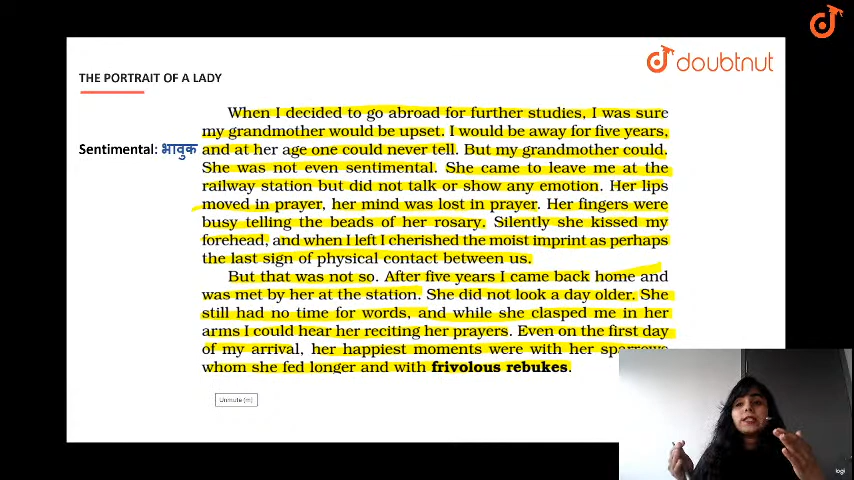 doubtnut
THE PORTRAIT OF A LADY
Sentimental: भावुक
When I decided to go abroad for further studies, I was sure
my grandmother would be upset. I would be away for five years,
and at her age one could never tell. But my grandmother could.
She was not even sentimental. She came to leave me at the
railway station but did not talk or show any emotion. Her lips
moved in prayer, her mind was lost in prayer. Her fingers were
busy telling the beads of her rosary. Silently she kissed my
forehead, and when I left I cherished the moist imprint as perhaps
the last sign of physical contact between us.
But that was not so. After five years I came back home and
was met by her at the station. She did not look a day older. She
still had no time for words, and while she clasped me in her
arms I could hear her reciting her prayers. Even on the first day
of my arrival, her happiest moments were with her sparrows
whom she fed longer and with frivolous rebukes.
Unmute (m)
logi